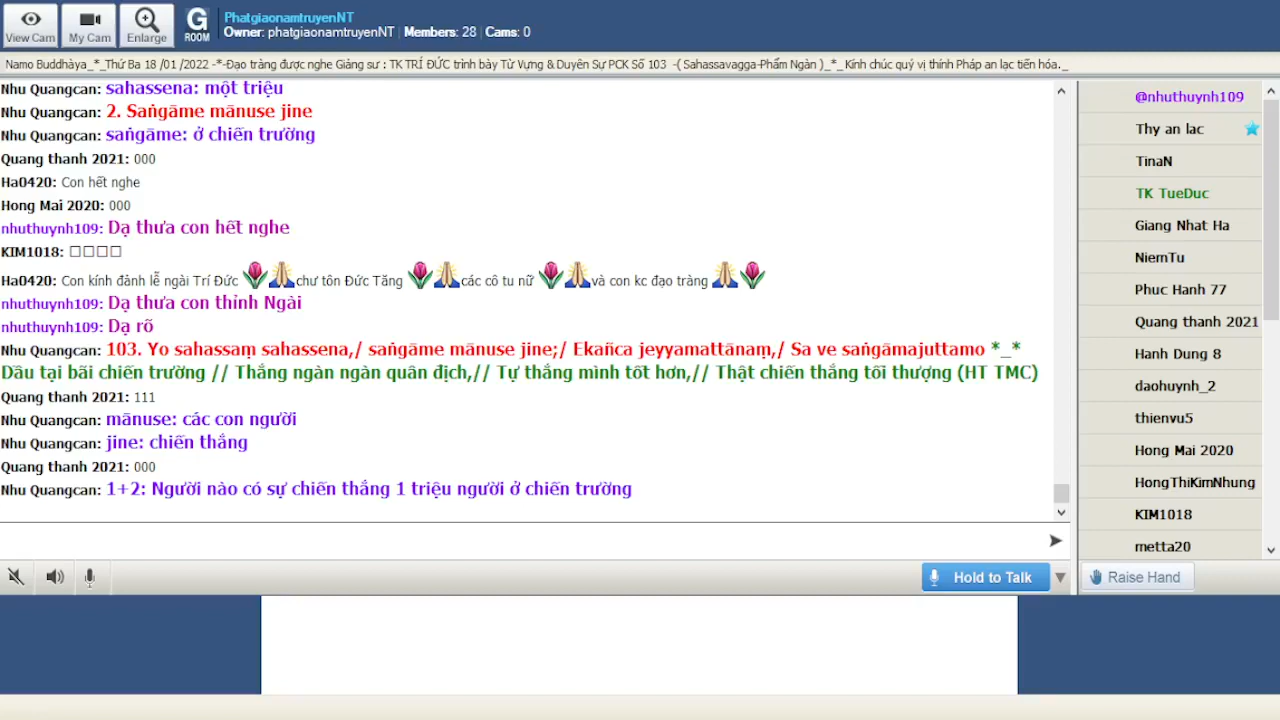 View Cam
My Cam
Enlarge
G
ROOM
PhatgiaonamtruyenNT
Owner: phatgiaonamtruyenNT | Members: 28 | Cams: 0
Namo Buddhàya_*_Thứ Ba 18 /01 /2022 -*-Đạo tràng được nghe Giảng sư : TK TRÍ ĐỨC trình bày Từ Vựng & Duyên Sự PCK Số 103 -( Sahassavagga-Phẩm Ngàn )_*_Kính chúc quý vị thính Pháp an lạc tiến hóa._
Nhu Quangcan: sahassena: một triệu
Nhu Quangcan: 2. Saṅgāme mānuse jine
Nhu Quangcan: saṅgāme: ở chiến trường
Quang thanh 2021: 000
Ha0420: Con hết nghe
Hong Mai 2020: 000
nhuthuynh109: Dạ thưa con hết nghe
KIM1018: □□□□
Ha0420: Con kính đảnh lễ ngài Trí Đức 🌷🙏chư tôn Đức Tăng 🌷🙏các cô tu nữ 🌷🙏và con kc đạo tràng 🙏🌷
nhuthuynh109: Dạ thưa con thỉnh Ngài
nhuthuynh109: Dạ rõ
Nhu Quangcan: 103. Yo sahassaṃ sahassena,/ saṅgāme mānuse jine;/ Ekañca jeyyamattānaṃ,/ Sa ve saṅgāmajuttamo *_*
Dầu tại bãi chiến trường // Thắng ngàn ngàn quân địch,// Tự thắng mình tốt hơn,// Thật chiến thắng tối thượng (HT TMC)
Quang thanh 2021: 111
Nhu Quangcan: mānuse: các con người
Nhu Quangcan: jine: chiến thắng
Quang thanh 2021: 000
Nhu Quangcan: 1+2: Người nào có sự chiến thắng 1 triệu người ở chiến trường
@nhuthuynh109
Thy an lac
TinaN
TK TueDuc
Giang Nhat Ha
NiemTu
Phuc Hanh 77
Quang thanh 2021
Hanh Dung 8
daohuynh_2
thienvu5
Hong Mai 2020
HongThiKimNhung
KIM1018
metta20
Hold to Talk
Raise Hand